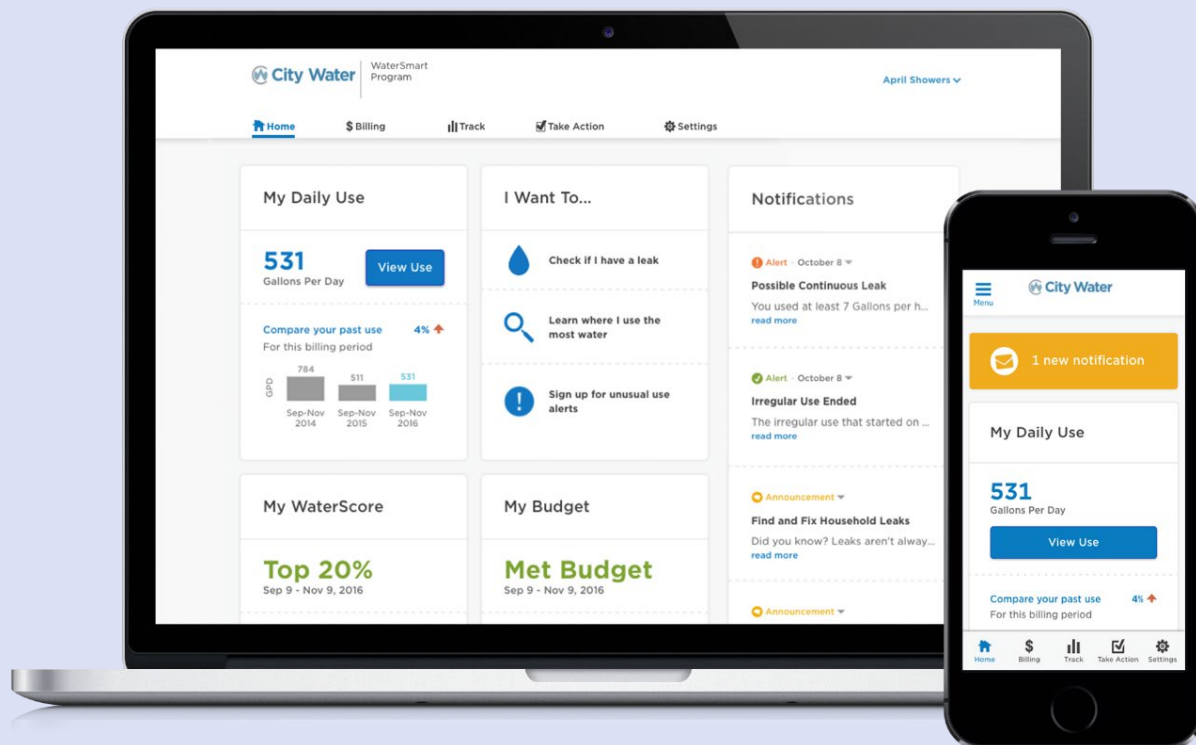 City Water
WaterSmart
Program
April Showers
Home
Billing
Track
Take Action
Settings
My Daily Use
531
Gallons Per Day
View Use
Compare your past use 4%
For this billing period
GPD
784
511
531
Sep-Nov
2014
Sep-Nov
2015
Sep-Nov
2016
I Want To...
Check if I have a leak
Learn where I use the
most water
Sign up for unusual use
alerts
Notifications
Alert - October 8
Possible Continuous Leak
You used at least 7 Gallons per h...
read more
Alert - October 8
Irregular Use Ended
The irregular use that started on ...
read more
Announcement
Find and Fix Household Leaks
Did you know? Leaks aren't alway...
read more
Announcement
My WaterScore
Top 20%
Sep 9 - Nov 9, 2016
My Budget
Met Budget
Sep 9 - Nov 9, 2016
Menu
City Water
1 new notification
My Daily Use
531
Gallons Per Day
View Use
Compare your past use 4%
For this billing period
Home
Billing
Track
Take Action
Settings